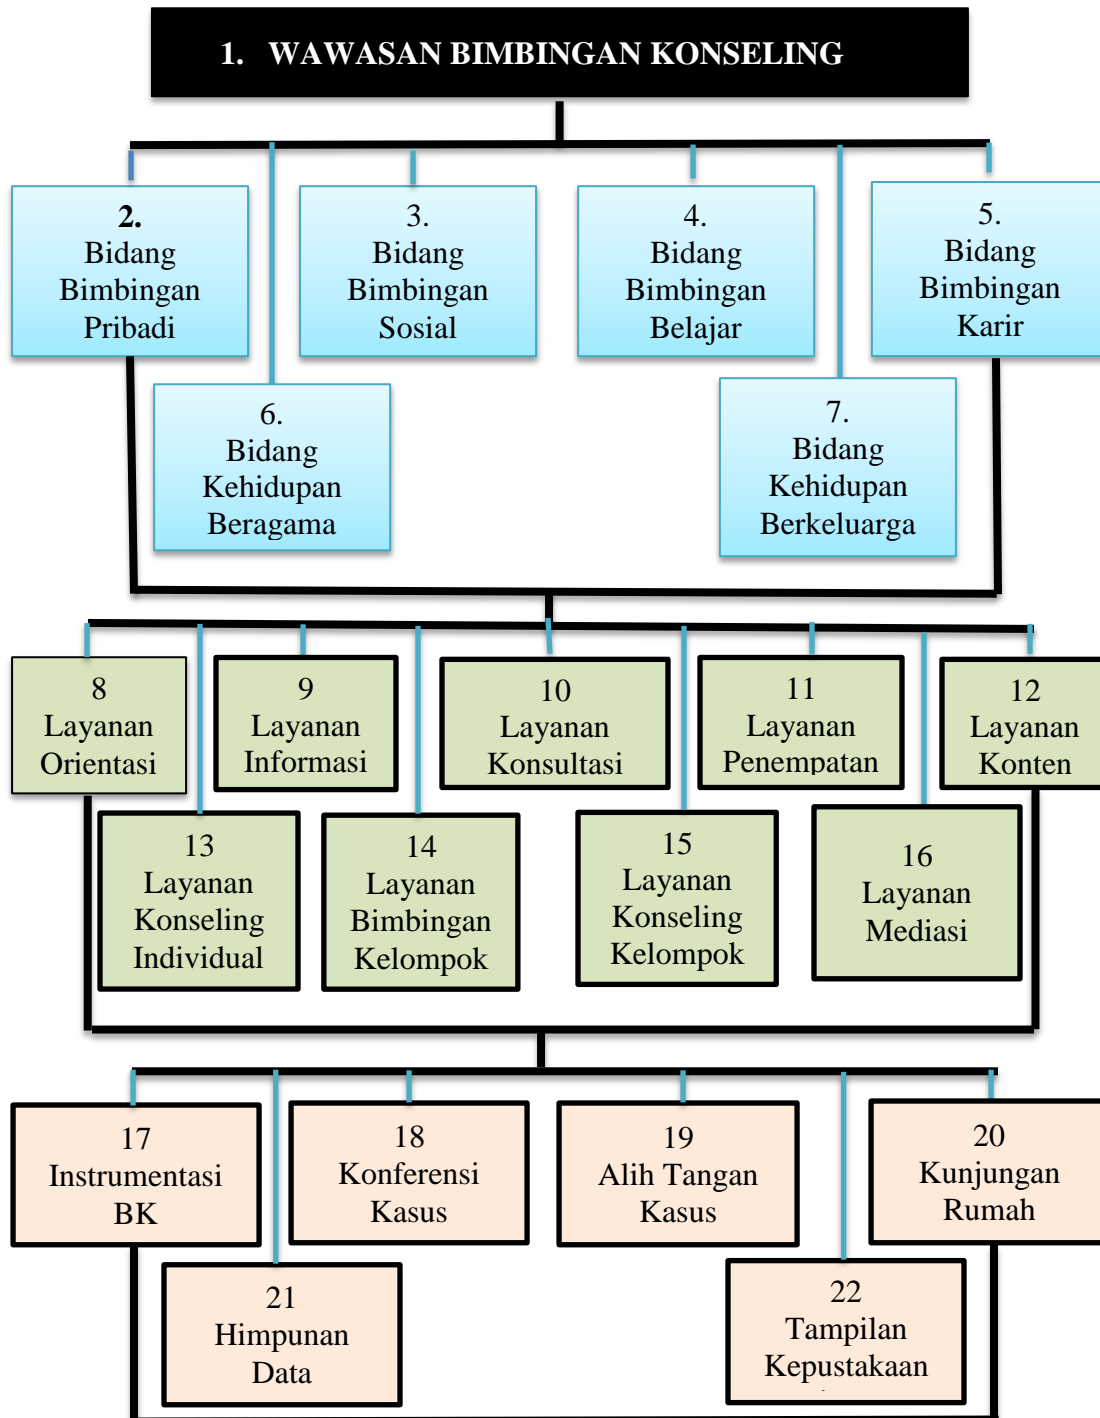 1. WAWASAN BIMBINGAN KONSELING
2.
Bidang
Bimbingan
Pribadi
3.
Bidang
Bimbingan
Sosial
4.
Bidang
Bimbingan
Belajar
5.
Bidang
Bimbingan
Karir
6.
Bidang
Kehidupan
Beragama
7.
Bidang
Kehidupan
Berkeluarga
8
Layanan
Orientasi
9
Layanan
Informasi
10
Layanan
Konsultasi
11
Layanan
Penempatan
12
Layanan
Konten
13
Layanan
Konseling
Individual
14
Layanan
Bimbingan
Kelompok
15
Layanan
Konseling
Kelompok
16
Layanan
Mediasi
17
Instrumentasi
BK
18
Konferensi
Kasus
19
Alih Tangan
Kasus
20
Kunjungan
Rumah
21
Himpunan
Data
22
Tampilan
Kepustakaan